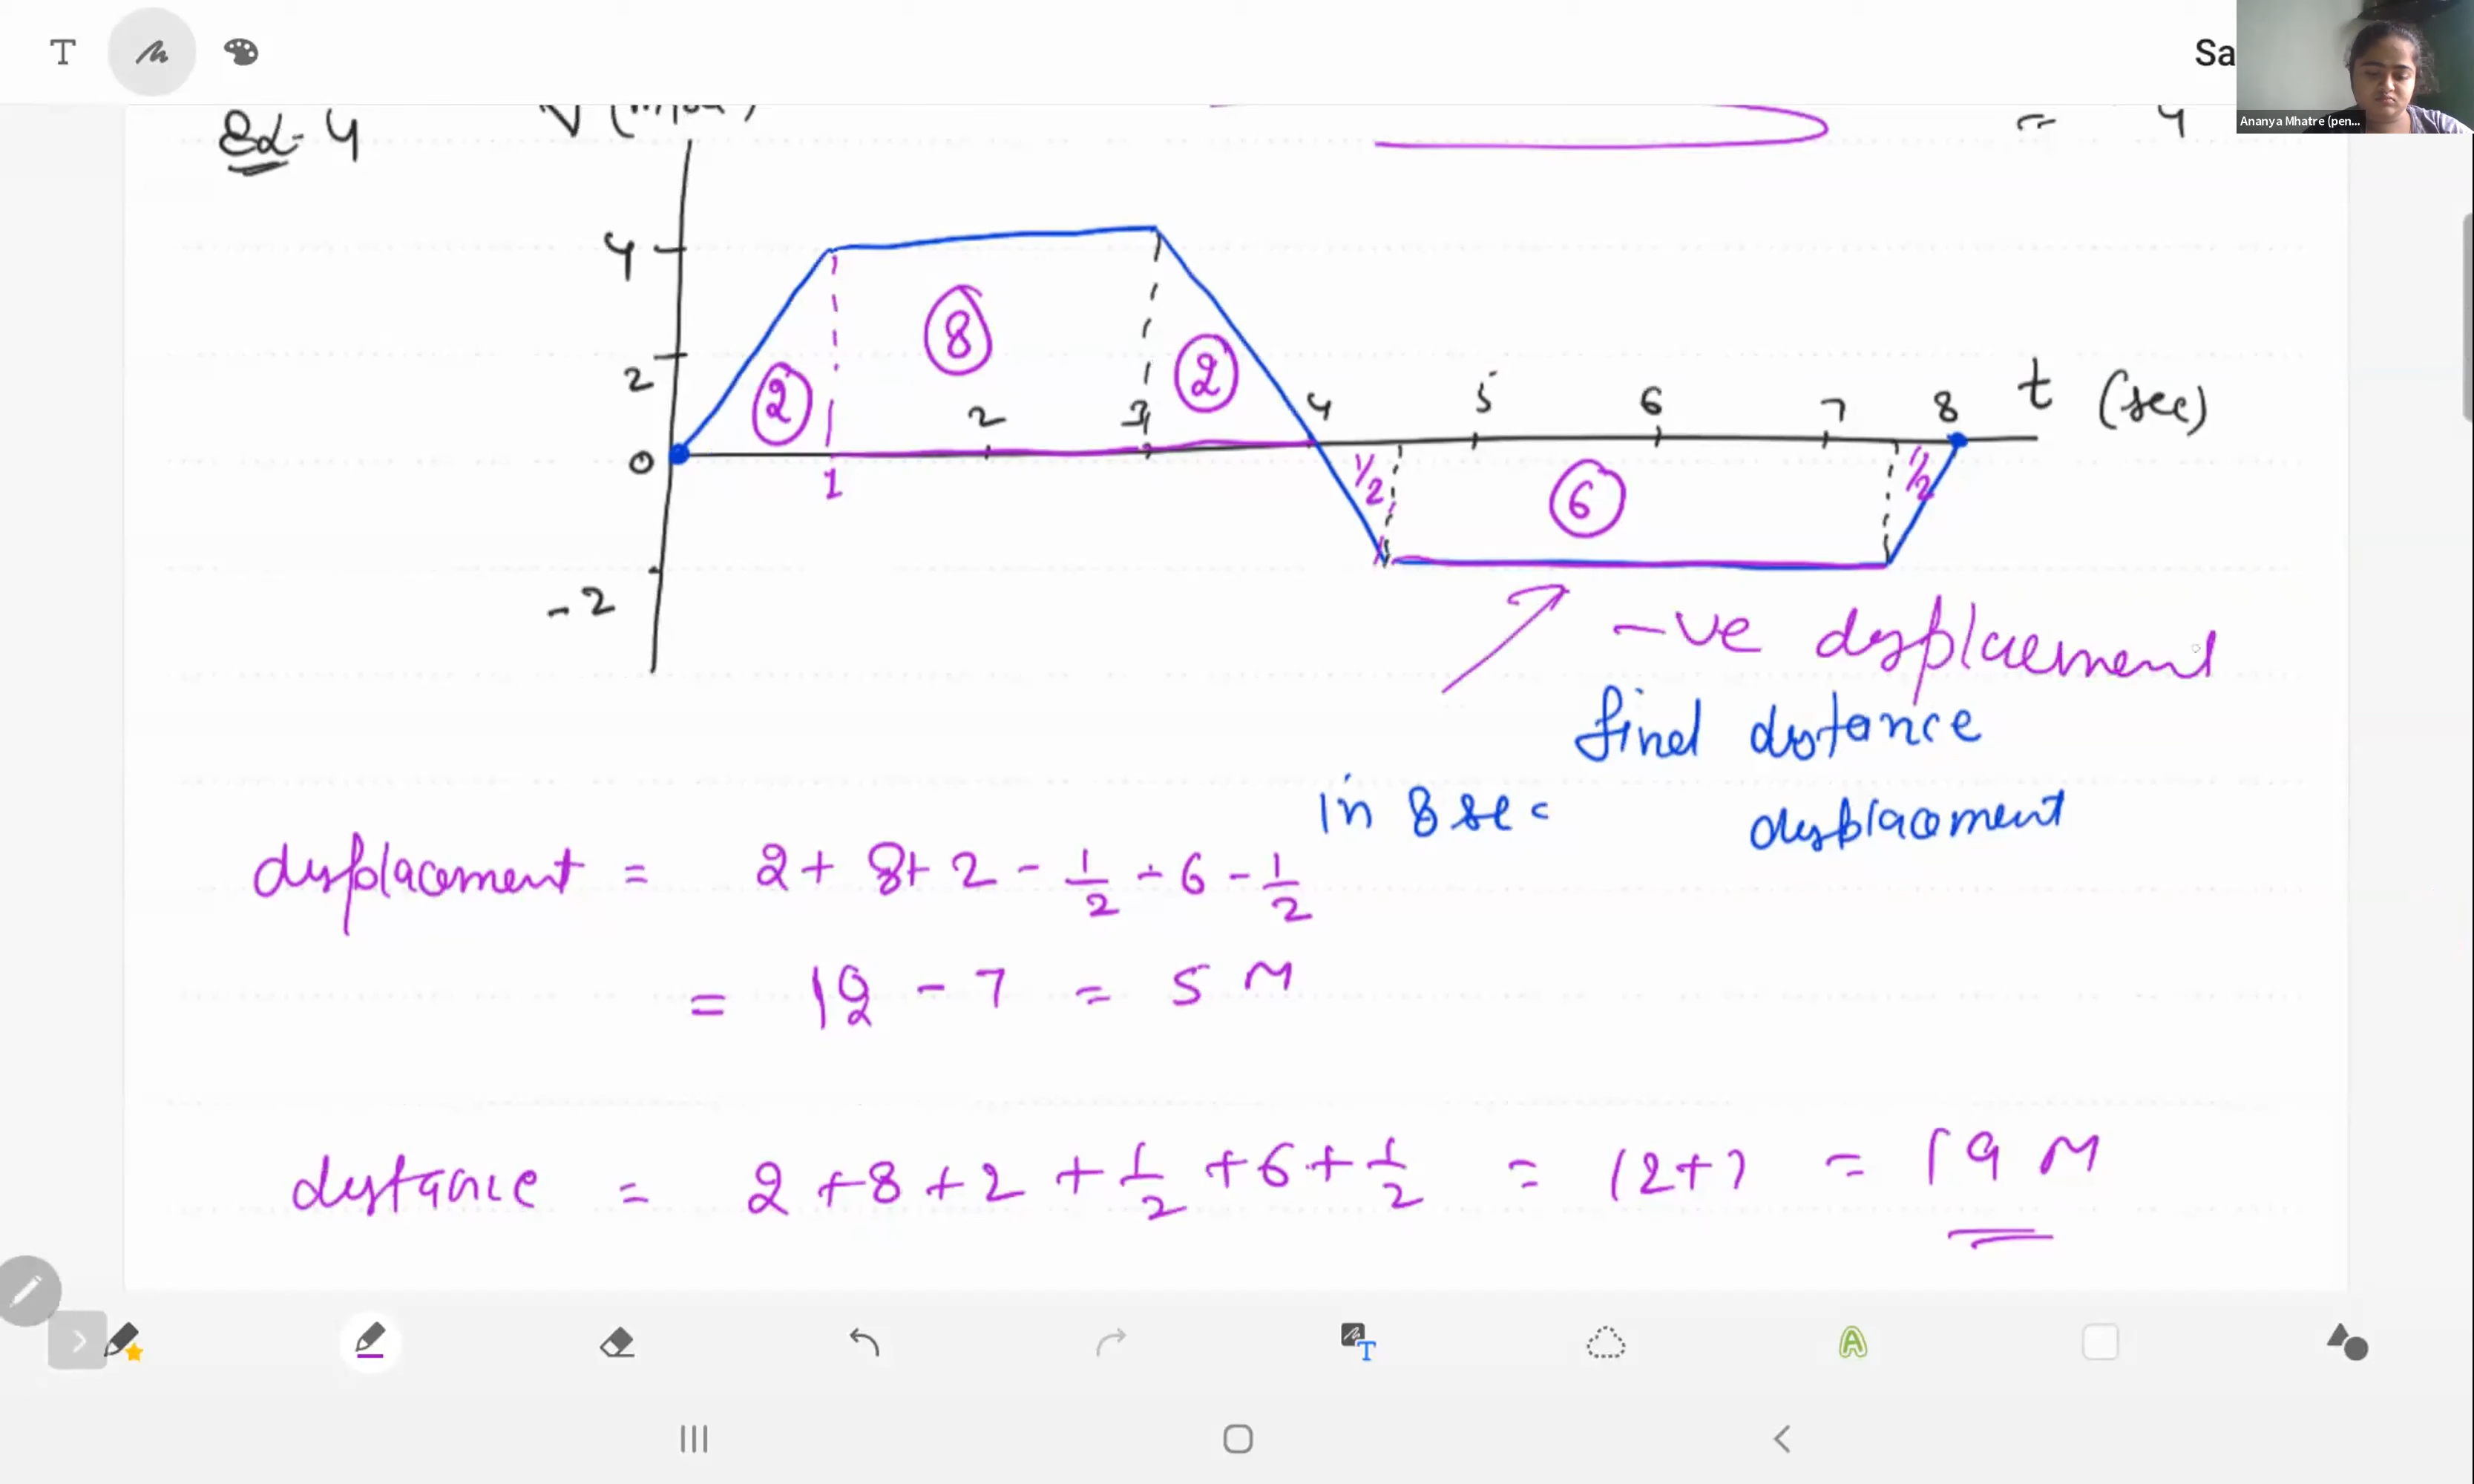 T
Sa
Ananya Mhatre (pen...
4
4
8
2
2
2
3
4
5
6
7
8
t (sec)
0
1
1/2
6
1/2
-2
-ve displacement
find distance
in 8 sec
displacement
displacement = 2 + 8 + 2 - 1/2 - 6 - 1/2
= 12 - 7 = 5 M
distance = 2 + 8 + 2 + 1/2 + 6 + 1/2 = 12+7 = 19 M
T
A